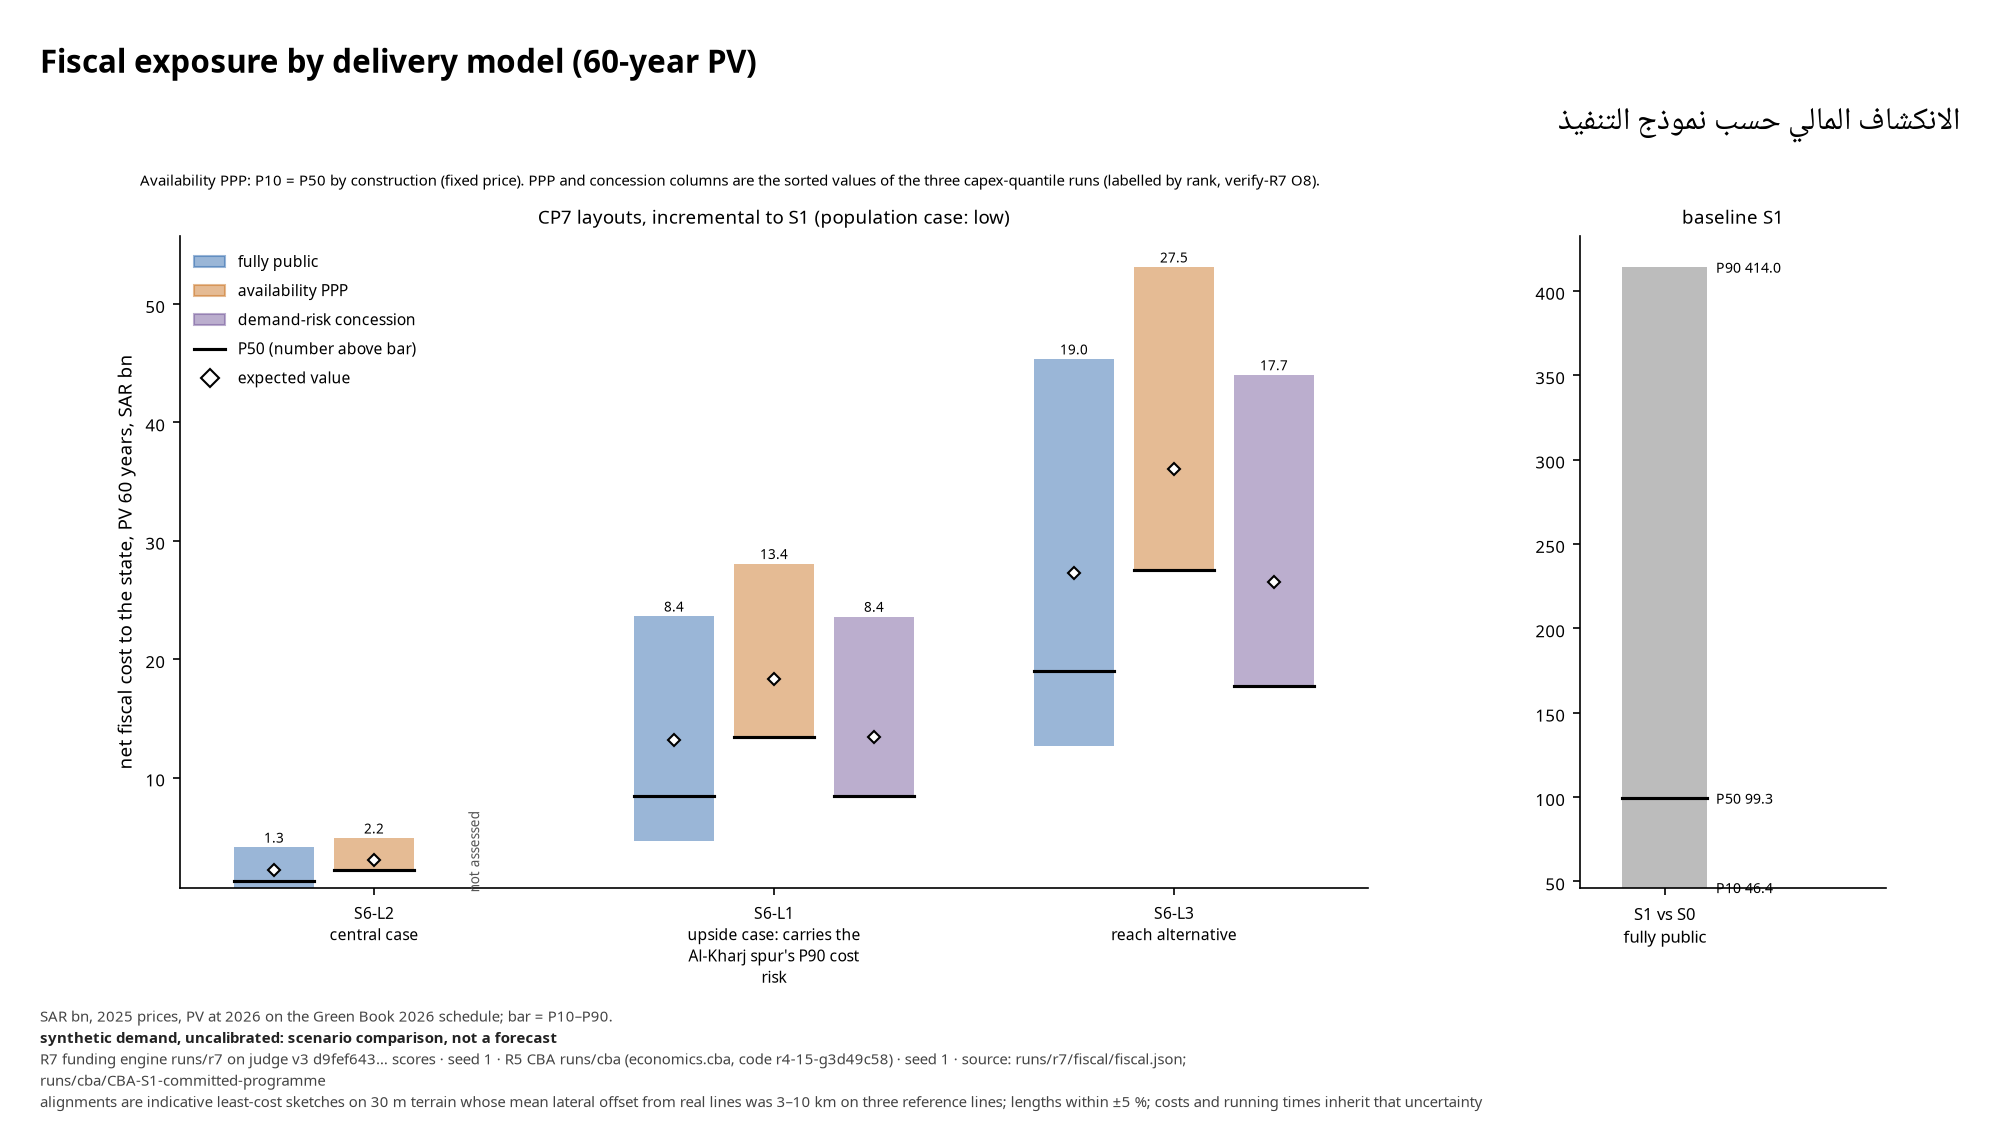 Fiscal exposure by delivery model (60-year PV)
الانكشاف المالي حسب نموذج التنفيذ
Availability PPP: P10 = P50 by construction (fixed price). PPP and concession columns are the sorted values of the three capex-quantile runs (labelled by rank, verify-R7 O8).
CP7 layouts, incremental to S1 (population case: low)
fully public
availability PPP
demand-risk concession
P50 (number above bar)
expected value
net fiscal cost to the state, PV 60 years, SAR bn
50
40
30
20
10
1.3
2.2
not assessed
8.4
13.4
8.4
19.0
27.5
17.7
S6-L2
central case
S6-L1
upside case: carries the
Al-Kharj spur's P90 cost
risk
S6-L3
reach alternative
baseline S1
400
350
300
250
200
150
100
50
P90 414.0
P50 99.3
P10 46.4
S1 vs S0
fully public
SAR bn, 2025 prices, PV at 2026 on the Green Book 2026 schedule; bar = P10–P90.
synthetic demand, uncalibrated: scenario comparison, not a forecast
R7 funding engine runs/r7 on judge v3 d9fef643… scores · seed 1 · R5 CBA runs/cba (economics.cba, code r4-15-g3d49c58) · seed 1 · source: runs/r7/fiscal/fiscal.json;
runs/cba/CBA-S1-committed-programme
alignments are indicative least-cost sketches on 30 m terrain whose mean lateral offset from real lines was 3–10 km on three reference lines; lengths within ±5 %; costs and running times inherit that uncertainty